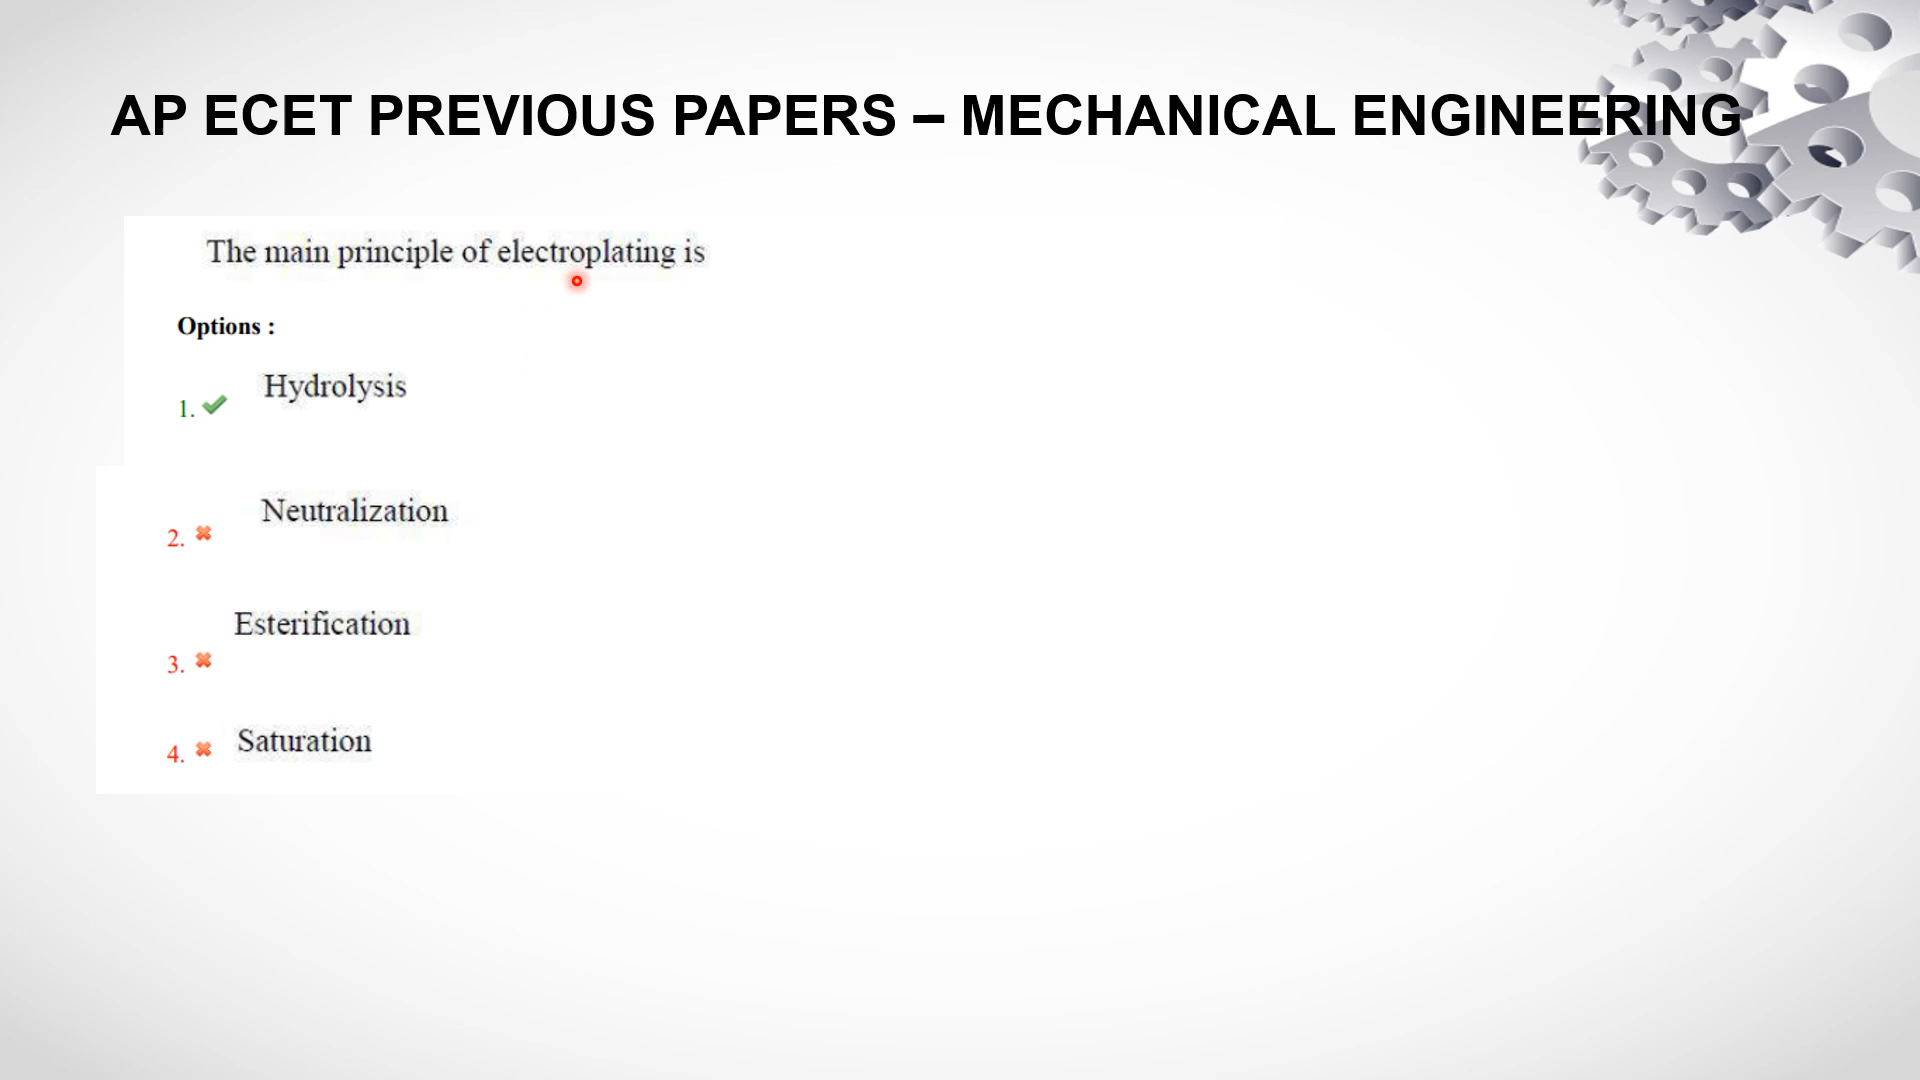 AP ECET PREVIOUS PAPERS – MECHANICAL ENGINEERING
The main principle of electroplating is
Options :
1. Hydrolysis
2. Neutralization
3. Esterification
4. Saturation